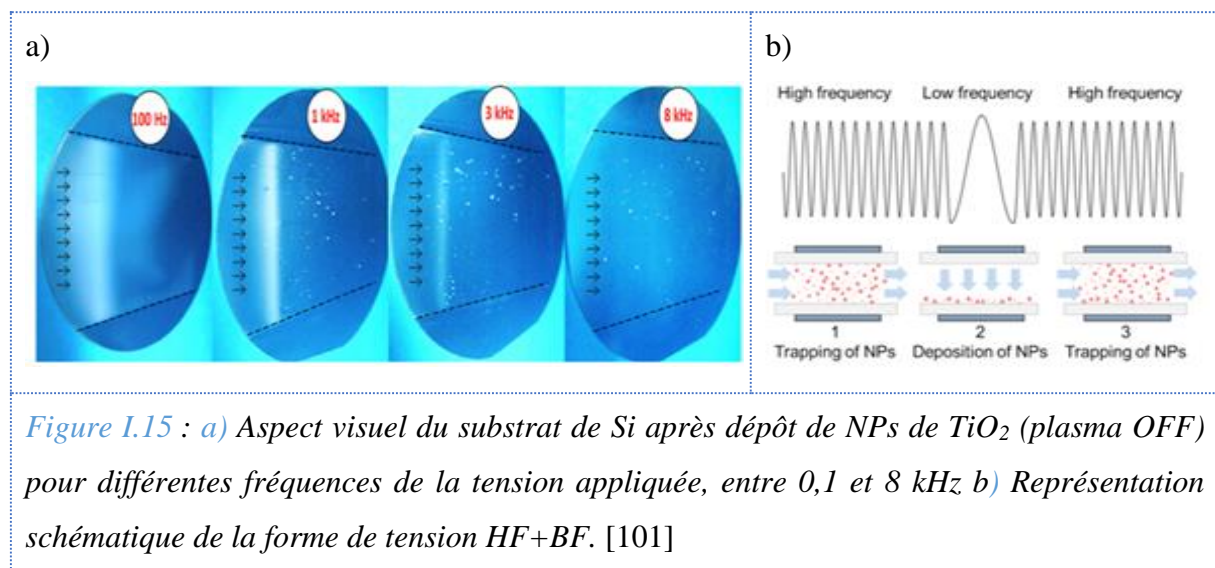 a)
100 Hz
1 kHz
3 kHz
8 kHz
b)
High frequency Low frequency High frequency
1 2 3
Trapping of NPs Deposition of NPs Trapping of NPs
Figure I.15 : a) Aspect visuel du substrat de Si après dépôt de NPs de TiO₂ (plasma OFF)
pour différentes fréquences de la tension appliquée, entre 0,1 et 8 kHz b) Représentation
schématique de la forme de tension HF+BF. [101]